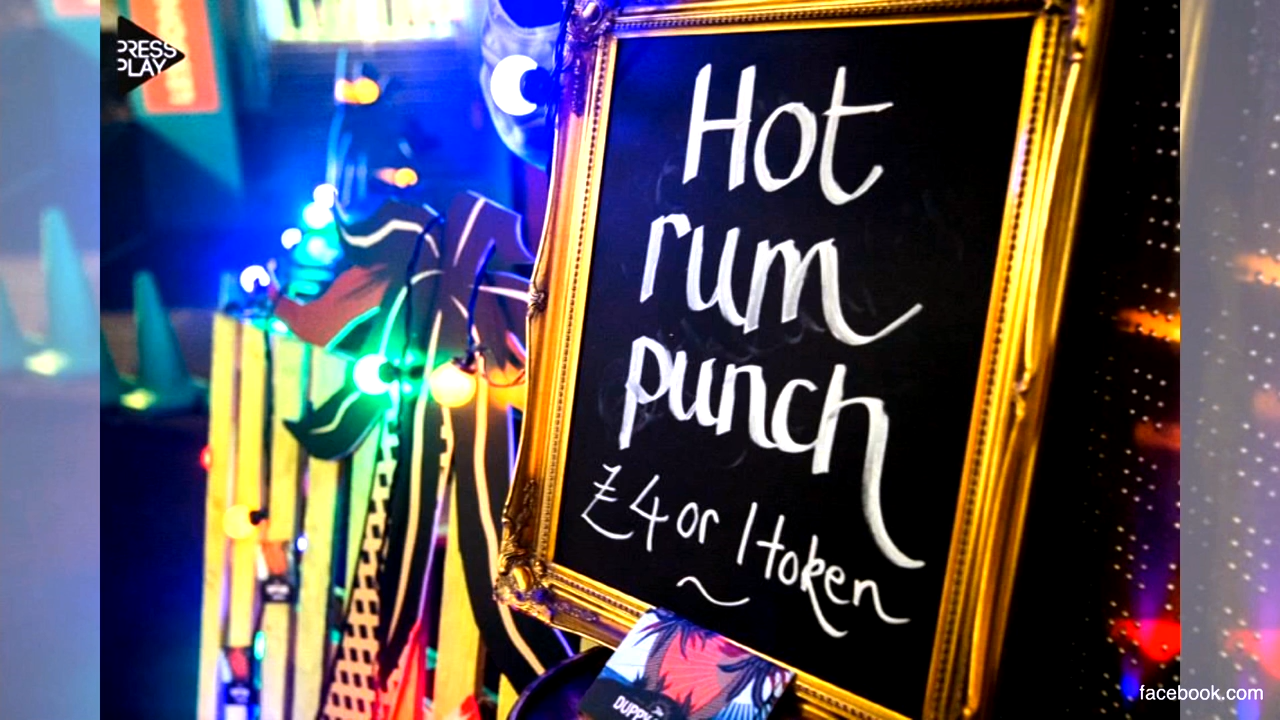 PRESS
PLAY
Hot
rum
punch
£4 or 1 token
DUPPY
facebook.com